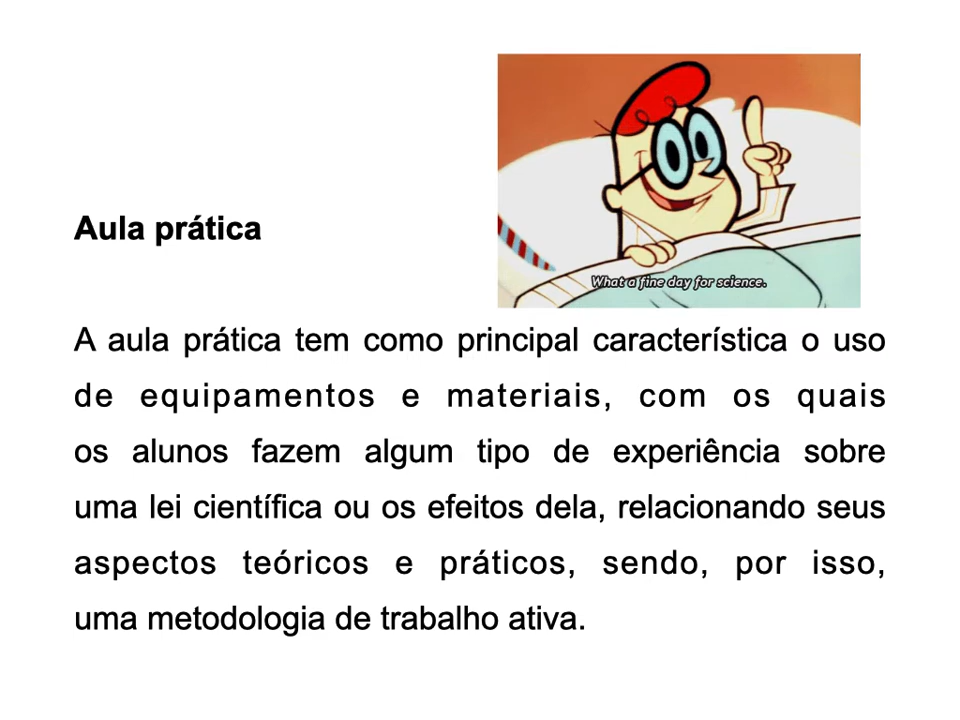 What a fine day for science.
Aula prática
A aula prática tem como principal característica o uso
de equipamentos e materiais, com os quais
os alunos fazem algum tipo de experiência sobre
uma lei científica ou os efeitos dela, relacionando seus
aspectos teóricos e práticos, sendo, por isso,
uma metodologia de trabalho ativa.